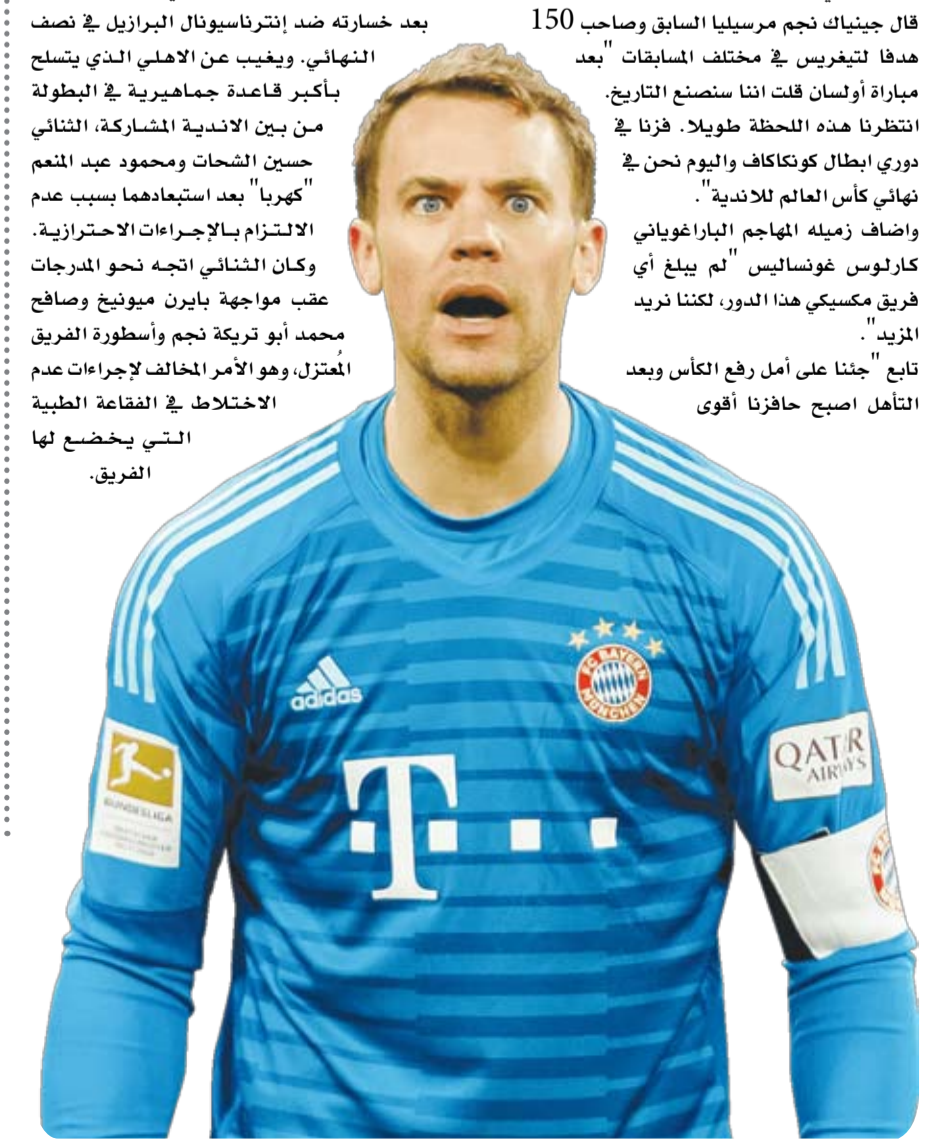 قال جينياك نجم مرسيليا السابق وصاحب 150
هدفا لتيغريس في مختلف المسابقات "بعد
مباراة أولسان قلت اننا سنصنع التاريخ.
انتظرنا هذه اللحظة طويلا. فزنا في
دوري ابطال كونكاكاف واليوم نحن في
نهائي كأس العالم للاندية".
واضاف زميله المهاجم الباراغوياني
كارلوس غونساليس "لم يبلغ أي
فريق مكسيكي هذا الدور، لكننا نريد
المزيد".
تابع "جئنا على أمل رفع الكأس وبعد
التأهل اصبح حافزنا أقوى
بعد خسارته ضد إنترناسيونال البرازيل في نصف
النهائي. ويغيب عن الاهلي الذي يتسلح
بأكبر قاعدة جماهيرية في البطولة
من بين الاندية المشاركة، الثنائي
حسين الشحات ومحمود عبد المنعم
"كهربا" بعد استبعادهما بسبب عدم
الالتزام بالإجراءات الاحترازية.
وكان الثنائي اتجه نحو المدرجات
عقب مواجهة بايرن ميونيخ وصافح
محمد أبو تريكة نجم وأسطورة الفريق
المُعتزل، وهو الأمر المخالف لإجراءات عدم
الاختلاط في الفقاعة الطبية
التي يخضع لها
الفريق.
adidas
FC BAYERN
MÜNCHEN
T
BUNDESLIGA
QATAR
AIRWAYS